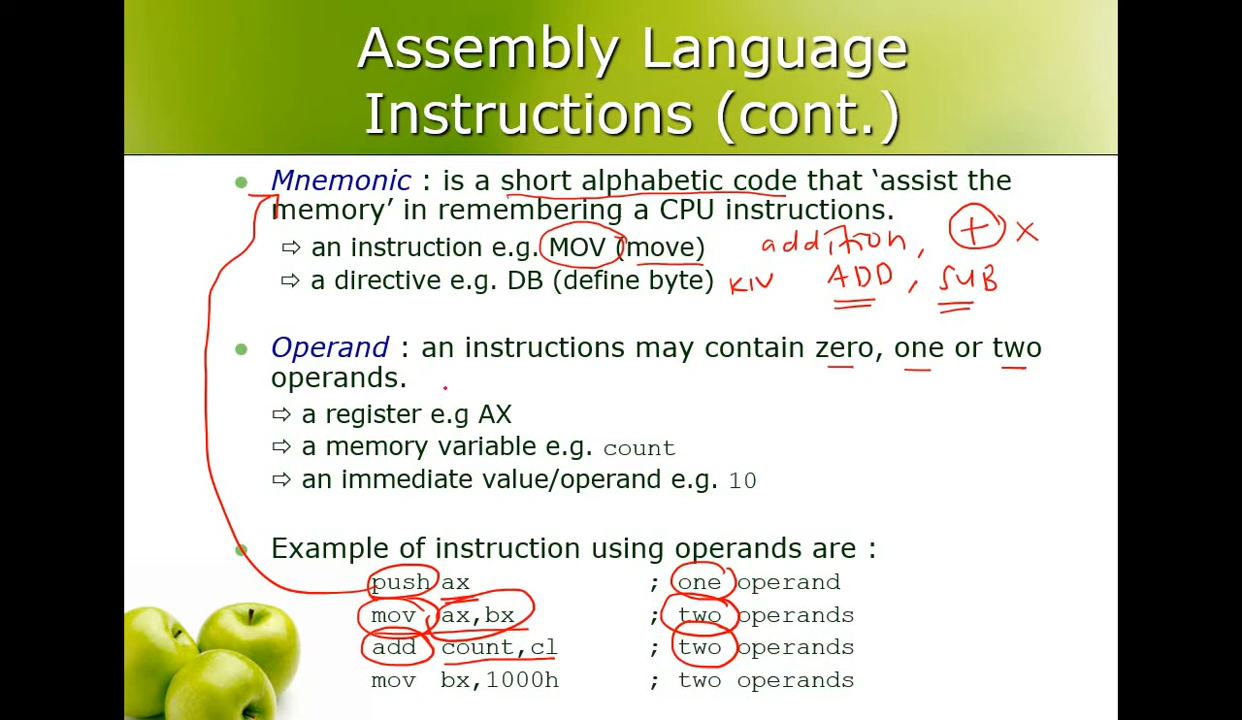 Assembly Language
Instructions (cont.)
Mnemonic : is a short alphabetic code that ‘assist the
memory’ in remembering a CPU instructions.
⇨ an instruction e.g. MOV (move)
addition, + x
⇨ a directive e.g. DB (define byte)
KIV ADD, SUB
Operand : an instructions may contain zero, one or two
operands.
⇨ a register e.g AX
⇨ a memory variable e.g. count
⇨ an immediate value/operand e.g. 10
Example of instruction using operands are :
push ax ; one operand
mov ax,bx ; two operands
add count,cl ; two operands
mov bx,1000h ; two operands